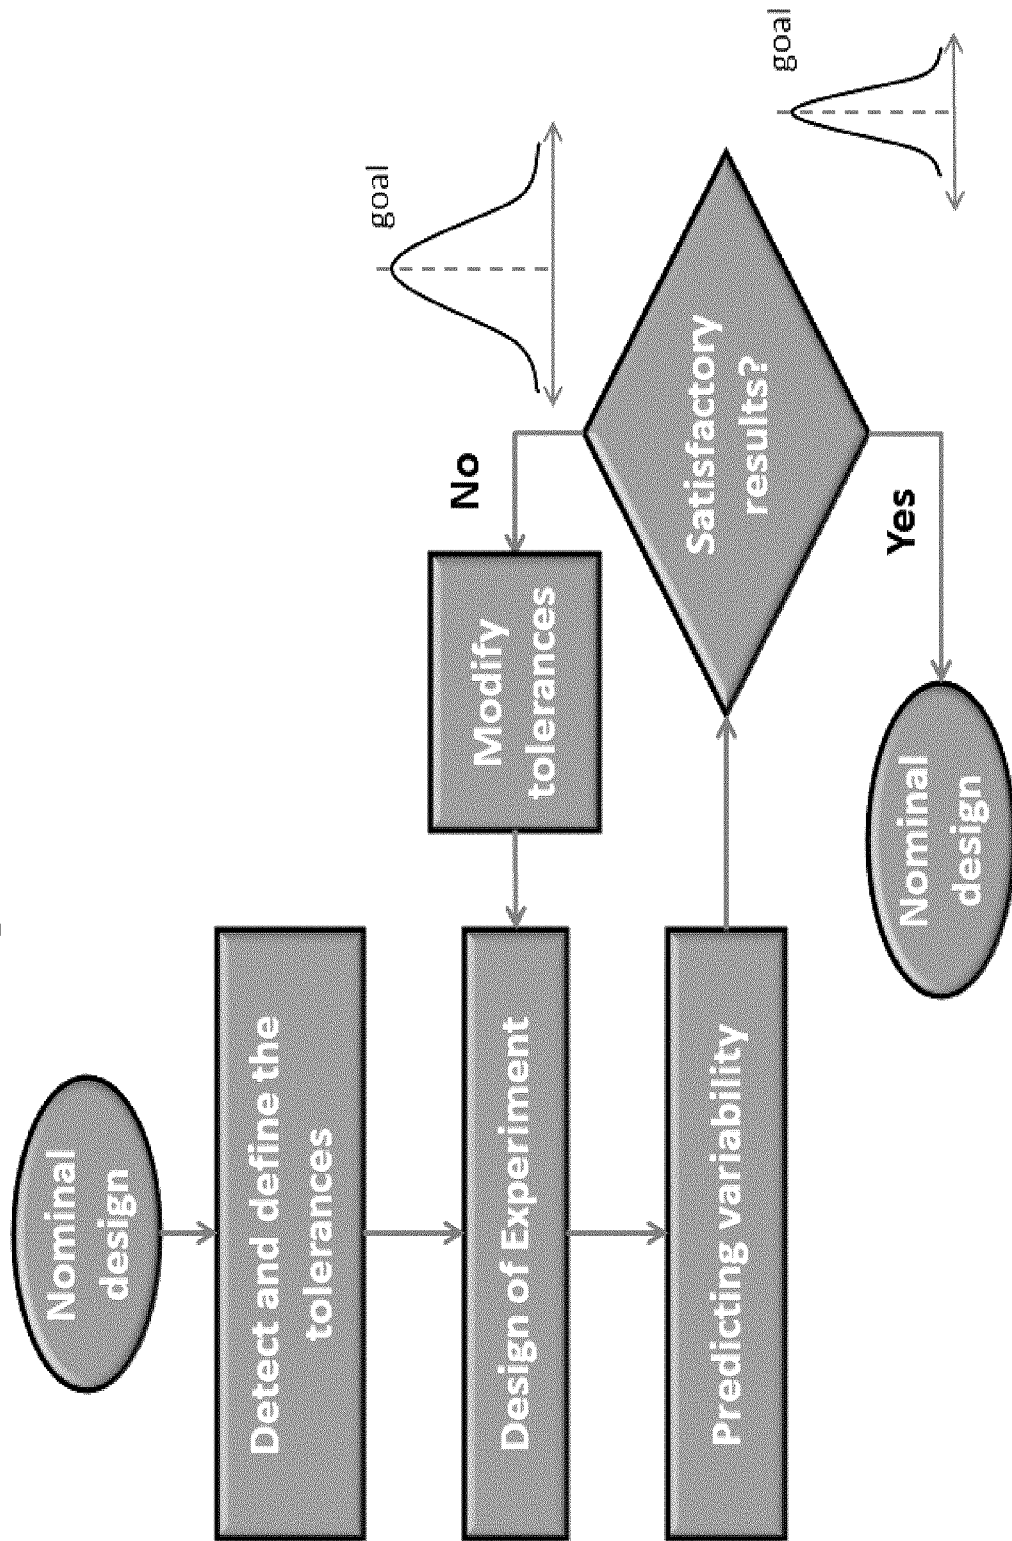 Nominal
design
Detect and define the
tolerances
Design of Experiment
Predicting variability
Modify
tolerances
No
goal
Satisfactory
results?
Yes
goal
Nominal
design